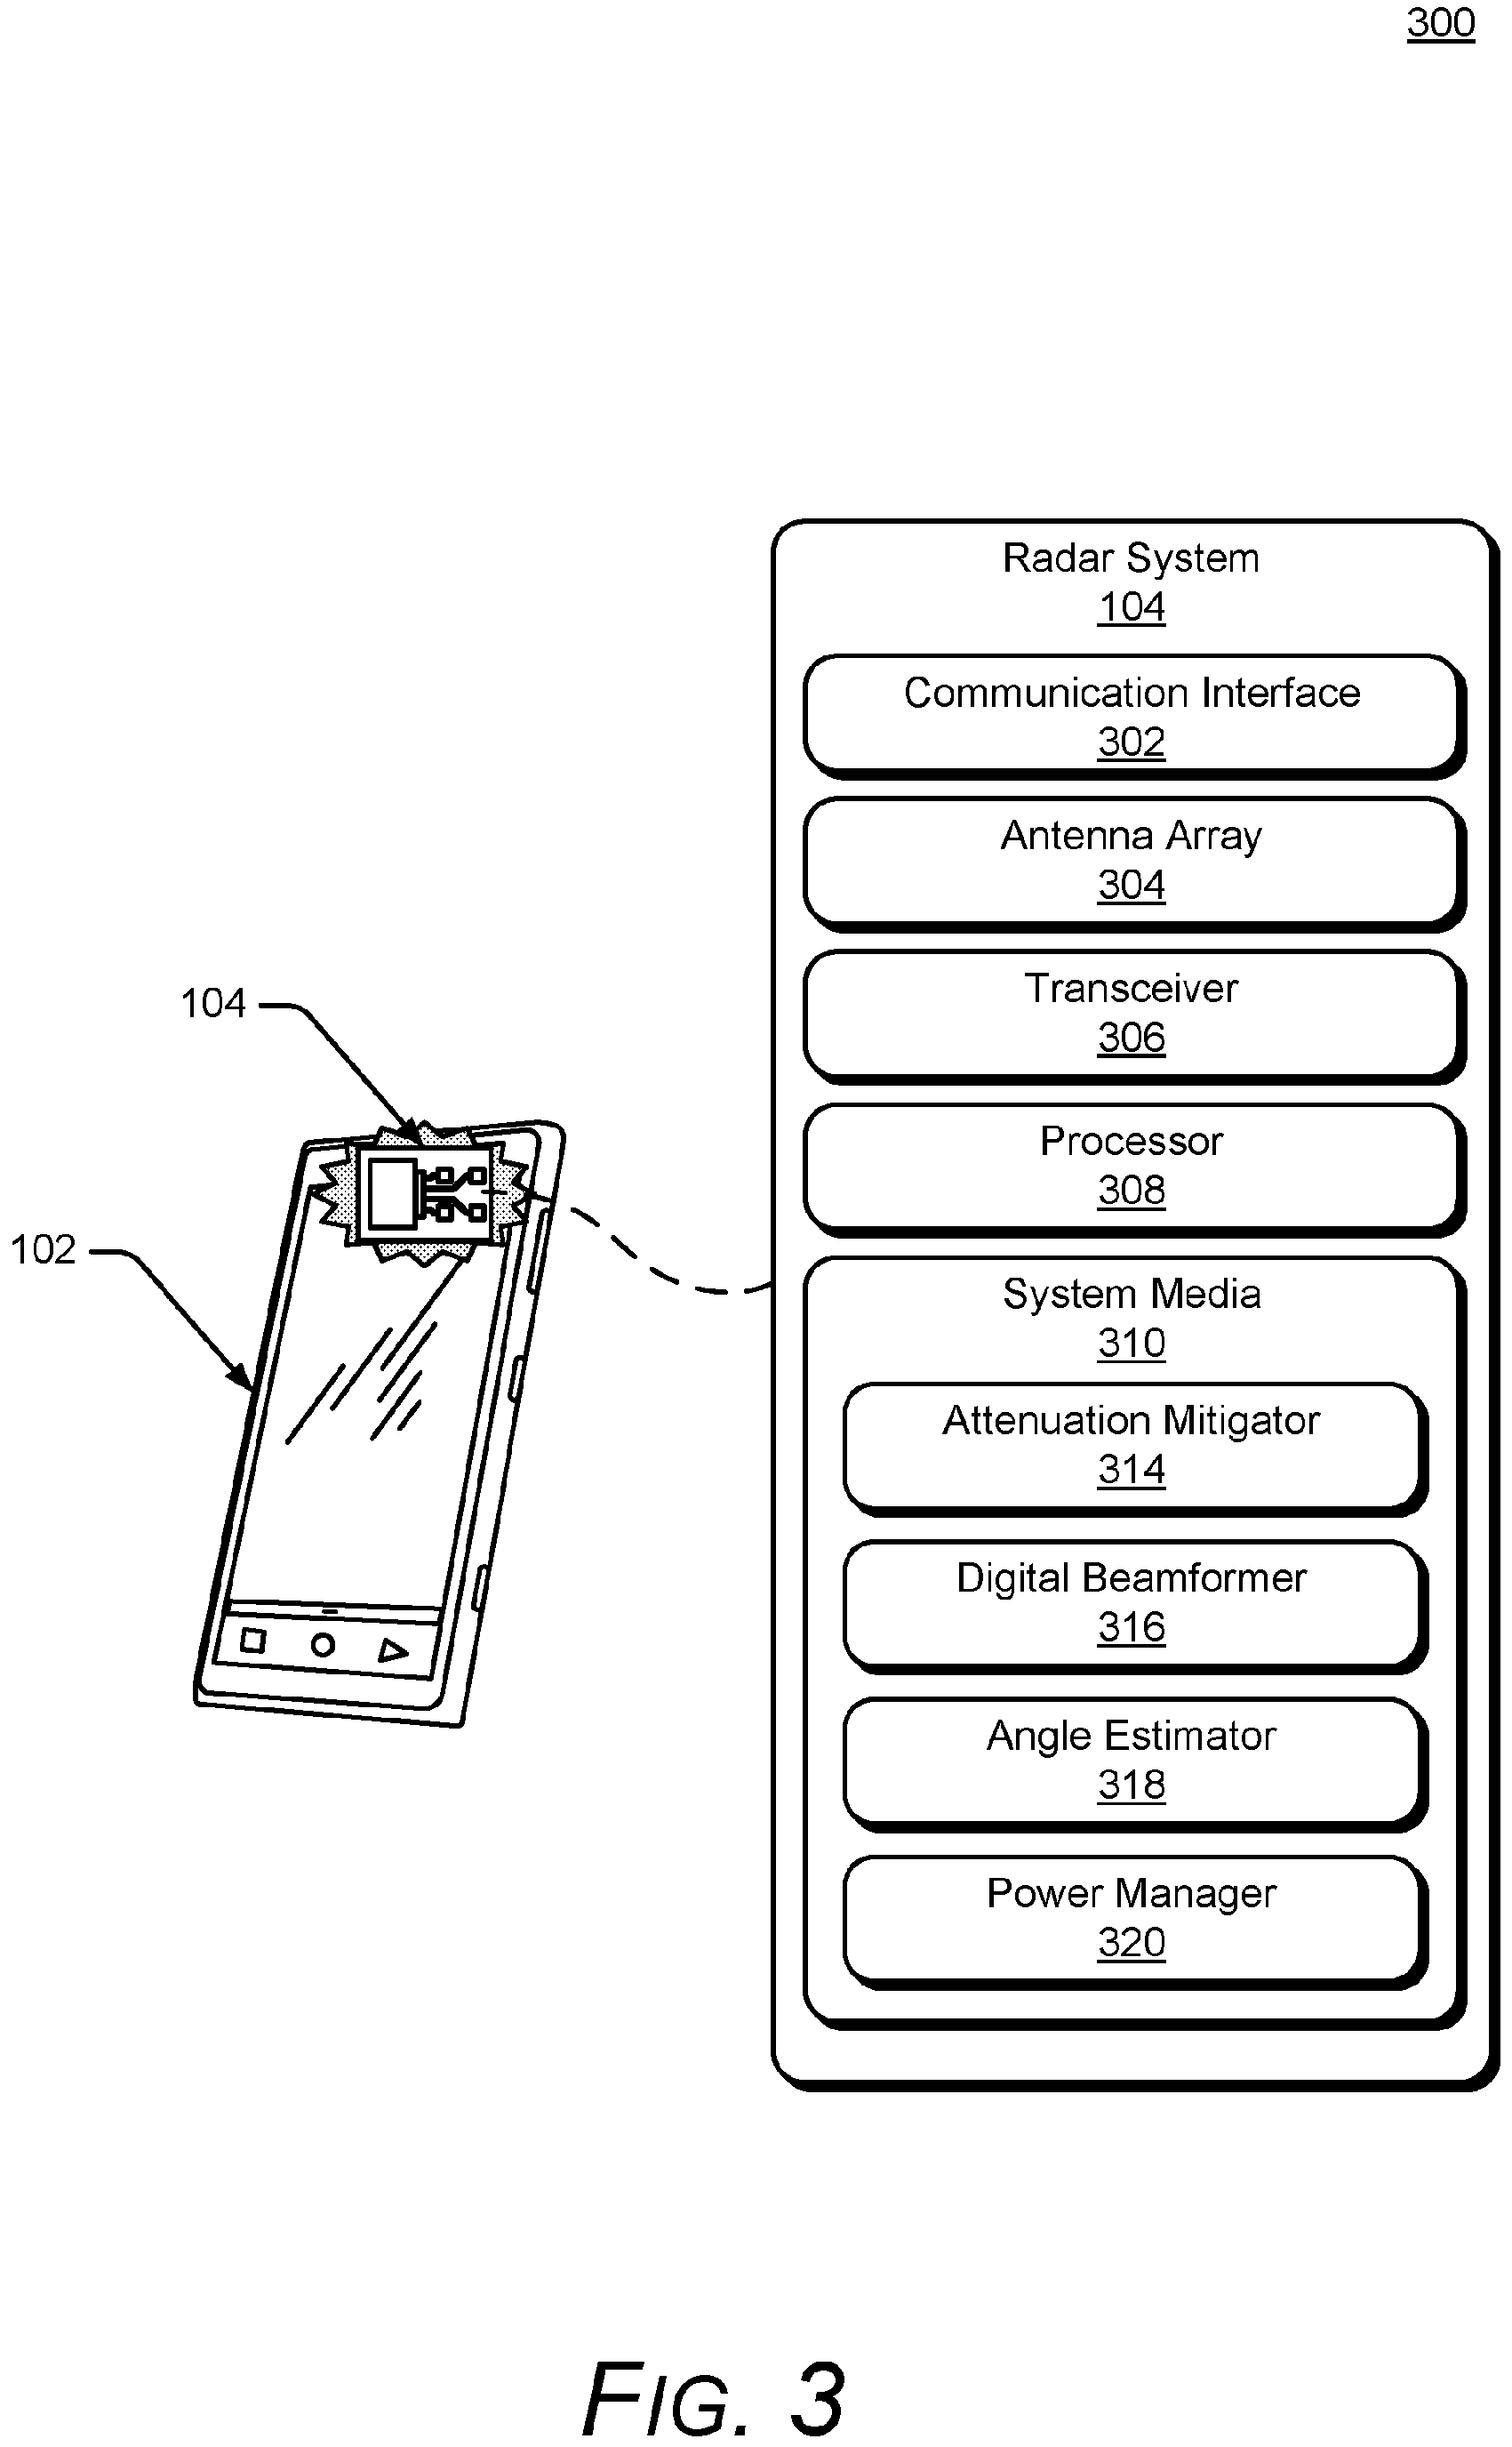 300
Radar System
104
Communication Interface
302
Antenna Array
304
Transceiver
306
Processor
308
System Media
310
Attenuation Mitigator
314
Digital Beamformer
316
Angle Estimator
318
Power Manager
320
104
102
FIG. 3